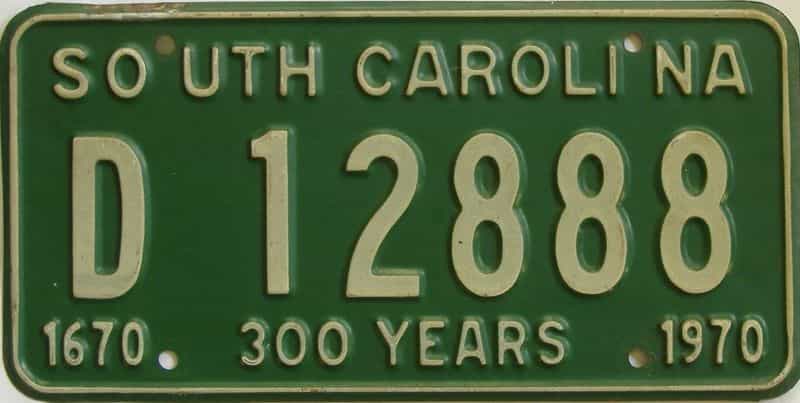 SOUTH CAROLINA
D 12888
1670 300 YEARS 1970